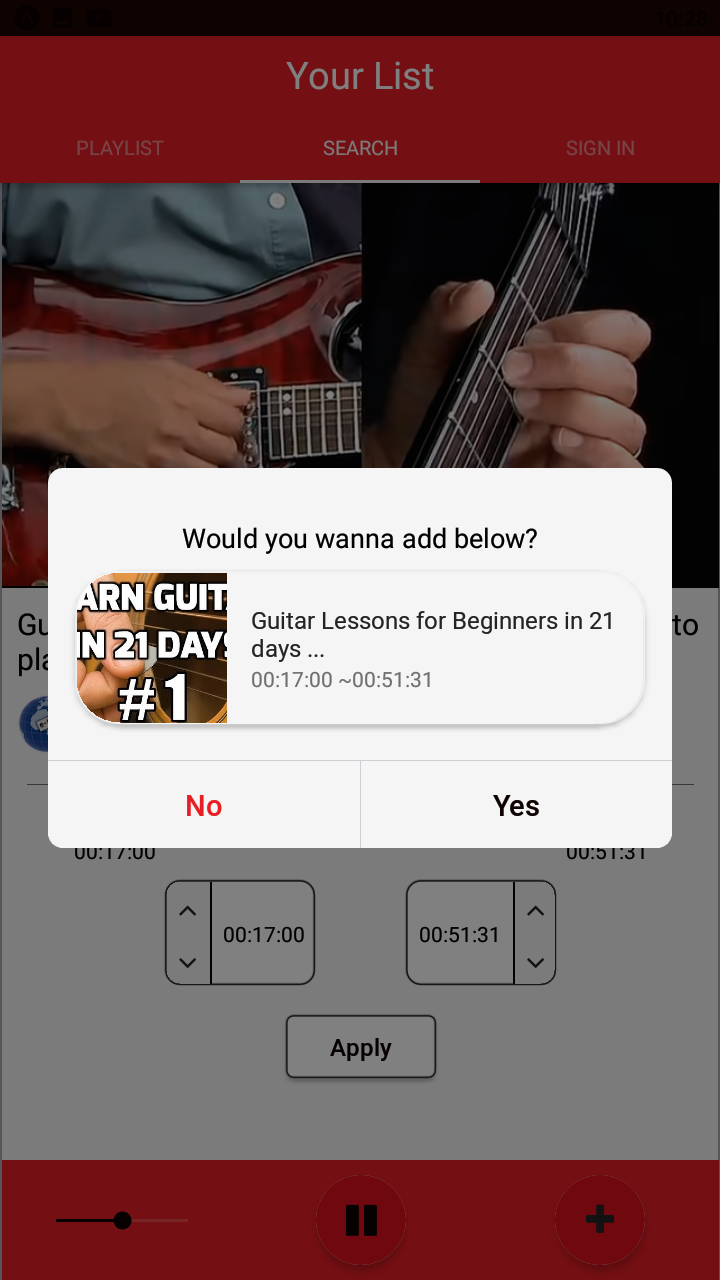 10:28
Your List
PLAYLIST SEARCH SIGN IN
Would you wanna add below?
ARN GUIT
IN 21 DAYS
#1
Guitar Lessons for Beginners in 21
days ...
00:17:00 ~00:51:31
Gu to
pla
No Yes
00:17:00 00:51:31
00:17:00 00:51:31
Apply